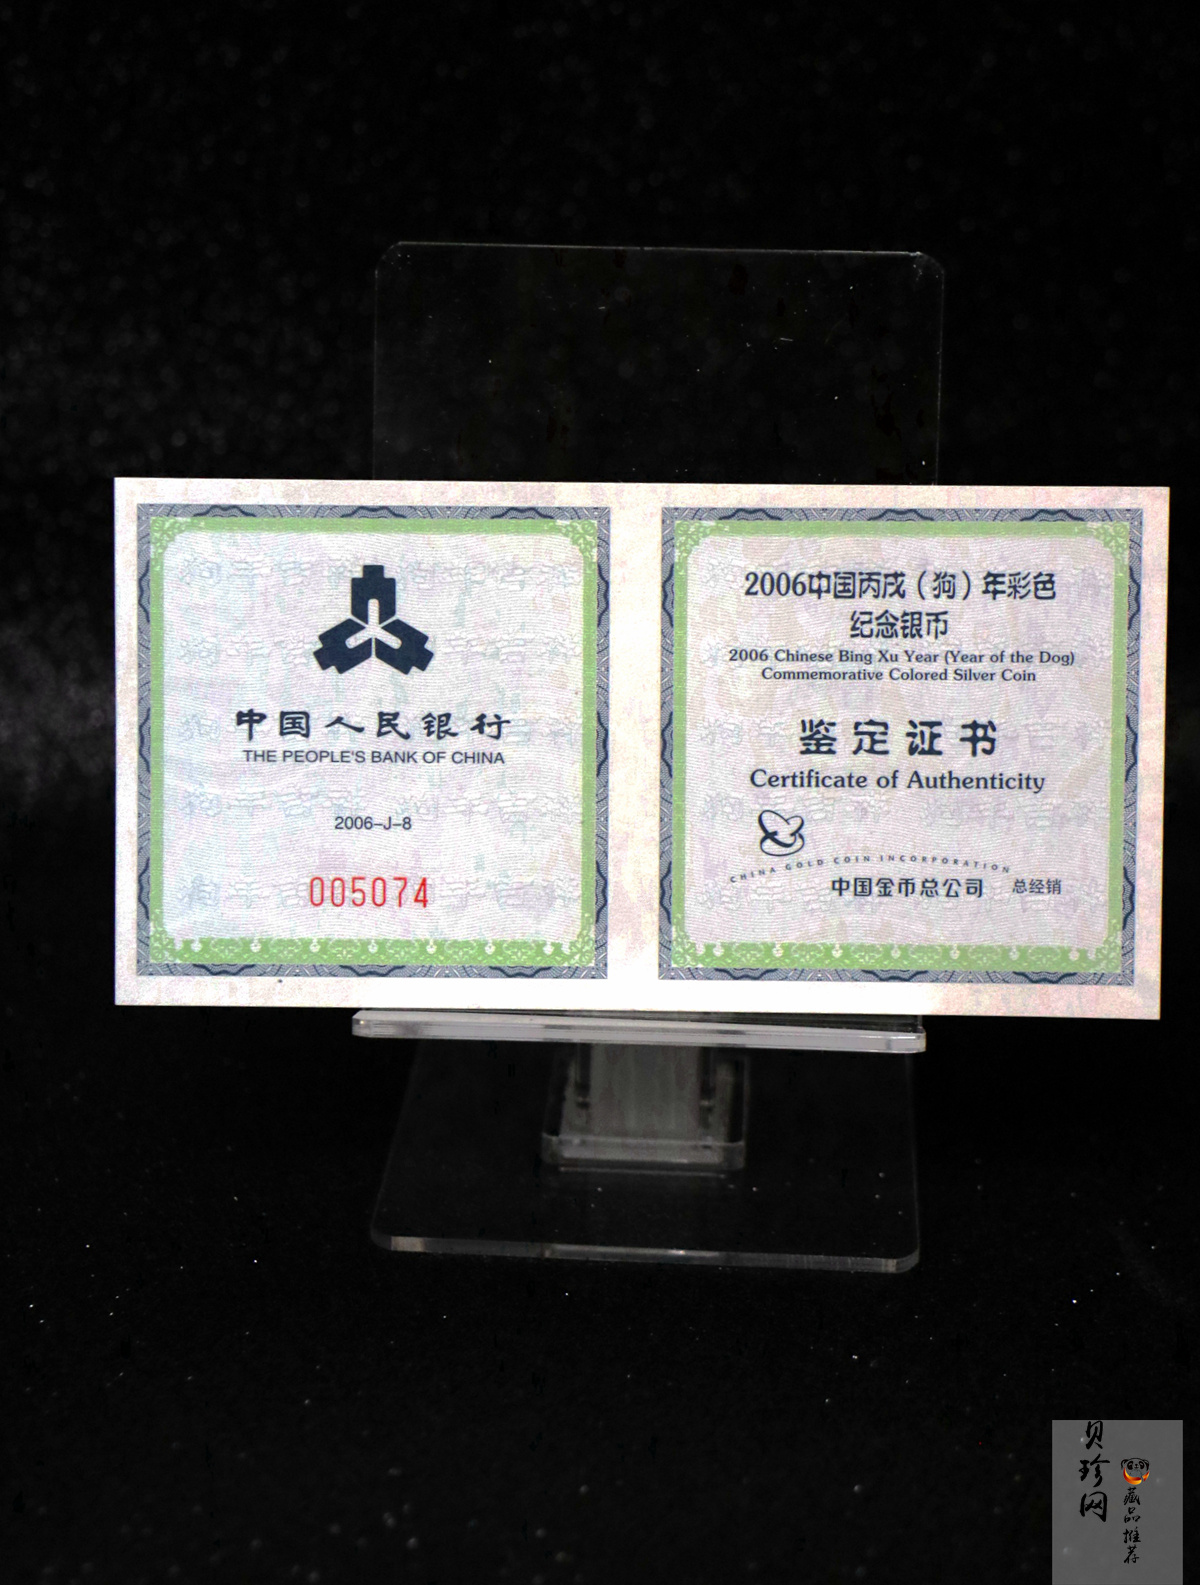 中国人民银行
THE PEOPLE'S BANK OF CHINA
2006-J-8
005074
2006中国丙戌（狗）年彩色
纪念银币
2006 Chinese Bing Xu Year (Year of the Dog)
Commemorative Colored Silver Coin
鉴定证书
Certificate of Authenticity
CHINA GOLD COIN INCORPORATION
中国金币总公司 总经销
贝珍网
藏品推荐